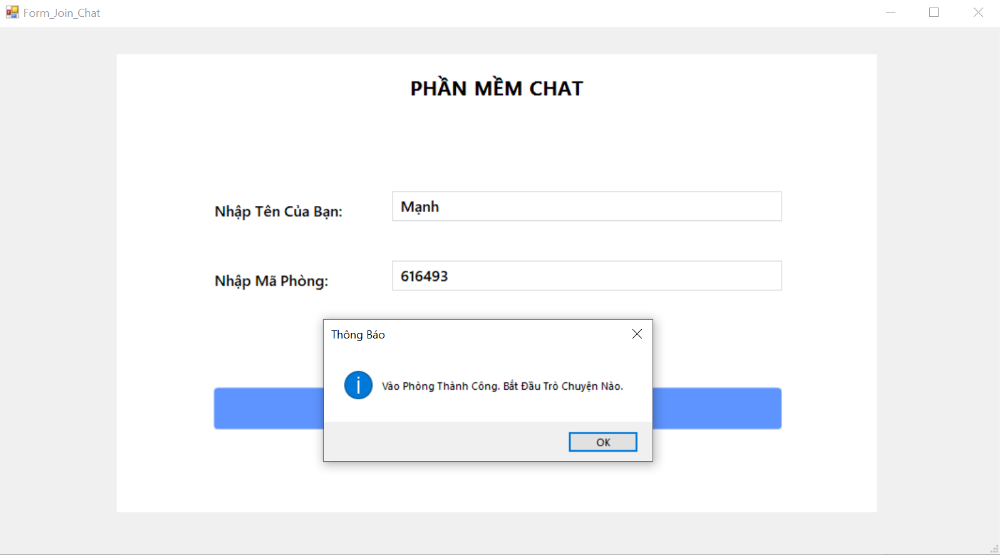 Form_Join_Chat
PHẦN MỀM CHAT
Nhập Tên Của Bạn:
Mạnh
Nhập Mã Phòng:
616493
Thông Báo
Vào Phòng Thành Công. Bắt Đầu Trò Chuyện Nào.
OK